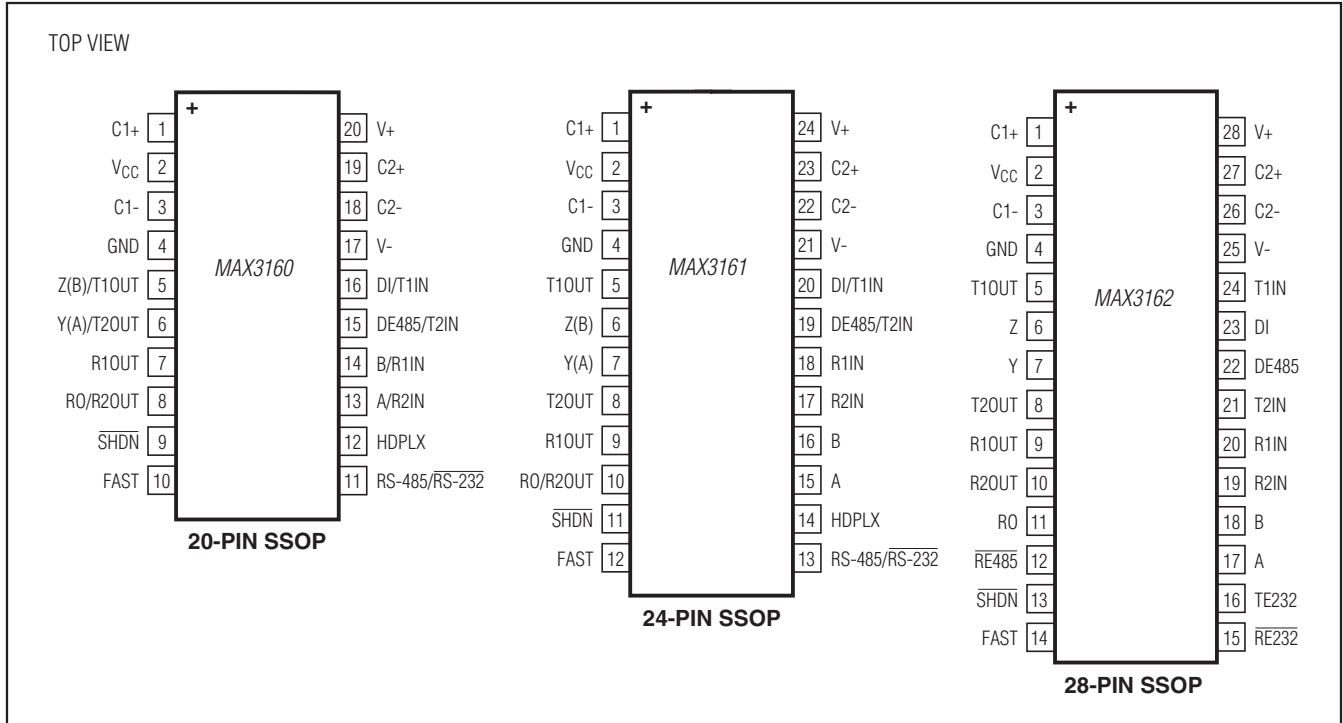 TOP VIEW
+
C1+ 1
VCC 2
C1- 3
GND 4
Z(B)/T1OUT 5
Y(A)/T2OUT 6
R1OUT 7
RO/R2OUT 8
SHDN 9
FAST 10
MAX3160
20 V+
19 C2+
18 C2-
17 V-
16 DI/T1IN
15 DE485/T2IN
14 B/R1IN
13 A/R2IN
12 HDPLX
11 RS-485/RS-232
20-PIN SSOP
+
C1+ 1
VCC 2
C1- 3
GND 4
T1OUT 5
Z(B) 6
Y(A) 7
T2OUT 8
R1OUT 9
RO/R2OUT 10
SHDN 11
FAST 12
MAX3161
24 V+
23 C2+
22 C2-
21 V-
20 DI/T1IN
19 DE485/T2IN
18 R1IN
17 R2IN
16 B
15 A
14 HDPLX
13 RS-485/RS-232
24-PIN SSOP
+
C1+ 1
VCC 2
C1- 3
GND 4
T1OUT 5
Z 6
Y 7
T2OUT 8
R1OUT 9
R2OUT 10
RO 11
RE485 12
SHDN 13
FAST 14
MAX3162
28 V+
27 C2+
26 C2-
25 V-
24 T1IN
23 DI
22 DE485
21 T2IN
20 R1IN
19 R2IN
18 B
17 A
16 TE232
15 RE232
28-PIN SSOP